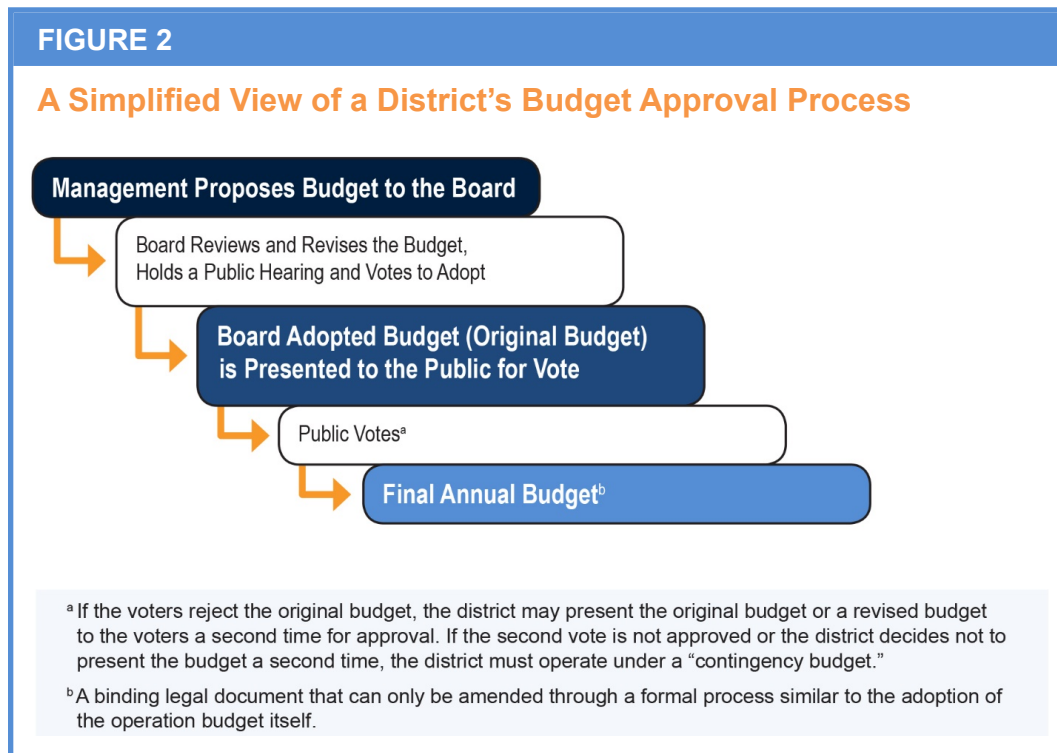 FIGURE 2
A Simplified View of a District’s Budget Approval Process
Management Proposes Budget to the Board
Board Reviews and Revises the Budget,
Holds a Public Hearing and Votes to Adopt
Board Adopted Budget (Original Budget)
is Presented to the Public for Vote
Public Votesᵃ
Final Annual Budgetᵇ
ᵃ If the voters reject the original budget, the district may present the original budget or a revised budget
to the voters a second time for approval. If the second vote is not approved or the district decides not to
present the budget a second time, the district must operate under a “contingency budget.”
ᵇ A binding legal document that can only be amended through a formal process similar to the adoption of
the operation budget itself.